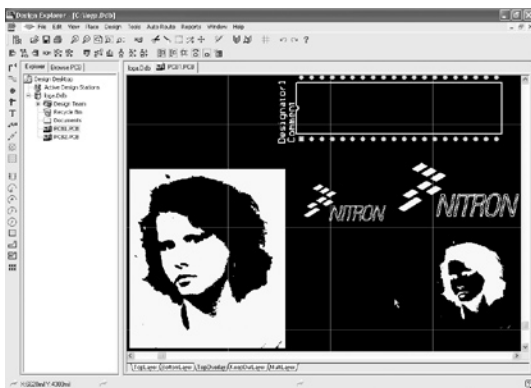 Design Explorer - [C:\logo.Ddb]
File Edit View Place Design Tools Auto Route Reports Window Help
Explorer Browse PCB
logo.Ddb PCB1.PCB
Design Desktop
Active Design Stations
logo.Ddb
Design Team
Recycle Bin
Documents
PCB1.PCB
PCB2.PCB
Designator1
Comment1
NITRON
NITRON
TopLayer BottomLayer TopOverlay KeepOutLayer MultiLayer